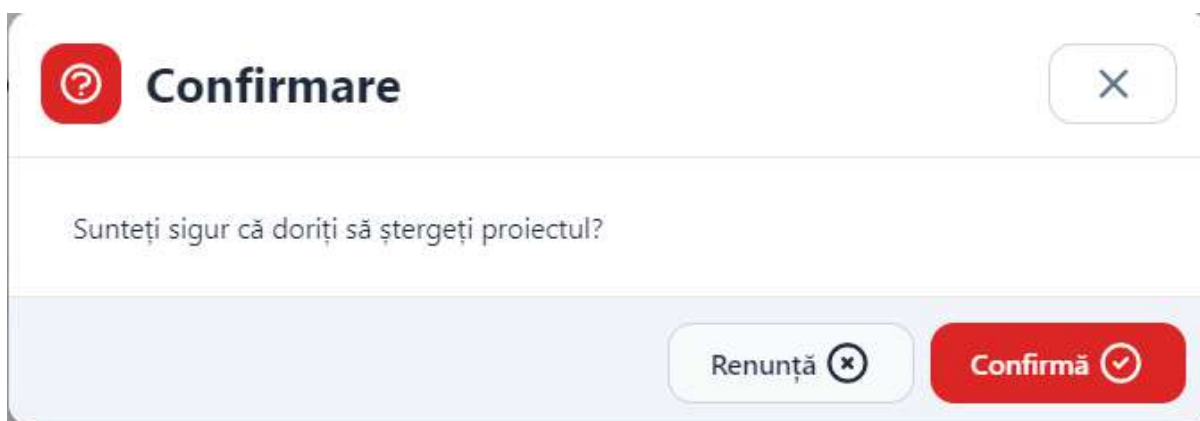 Confirmare
Sunteți sigur că doriți să ștergeți proiectul?
Renunță
Confirmă